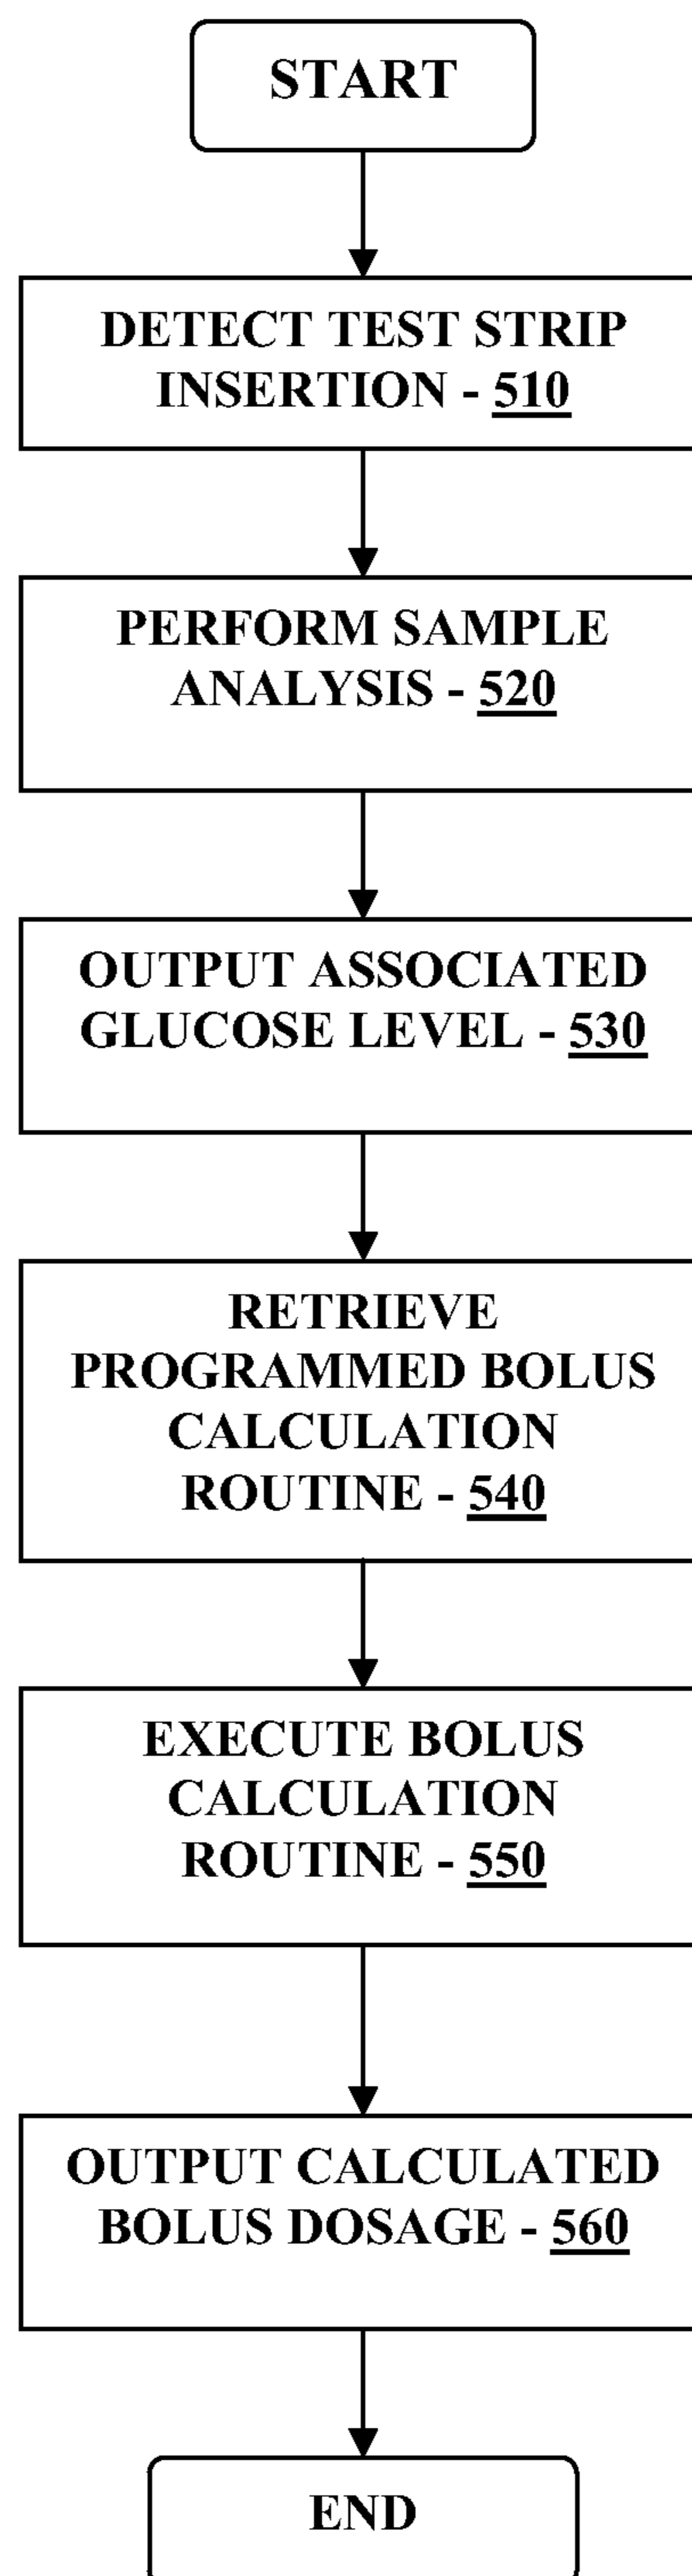 START
DETECT TEST STRIP
INSERTION - 510
PERFORM SAMPLE
ANALYSIS - 520
OUTPUT ASSOCIATED
GLUCOSE LEVEL - 530
RETRIEVE
PROGRAMMED BOLUS
CALCULATION
ROUTINE - 540
EXECUTE BOLUS
CALCULATION
ROUTINE - 550
OUTPUT CALCULATED
BOLUS DOSAGE - 560
END